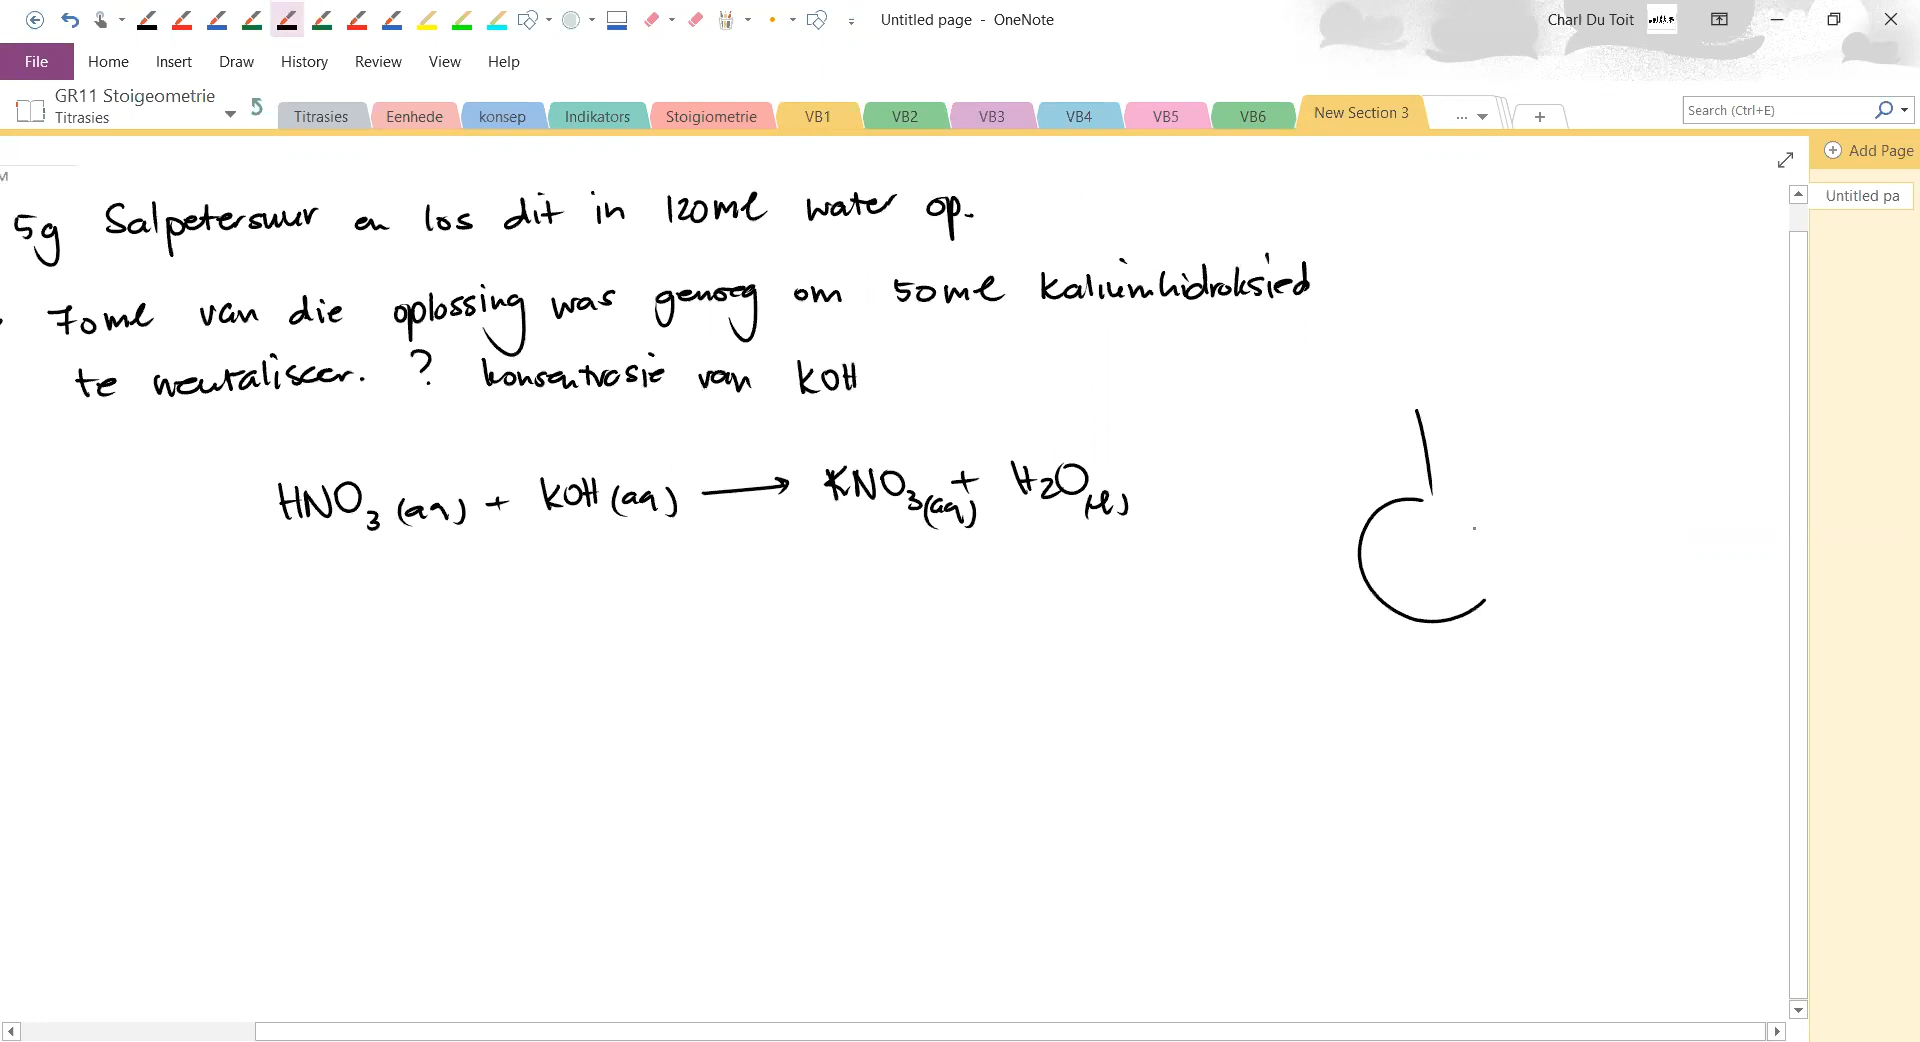 Untitled page - OneNote
Charl Du Toit
File Home Insert Draw History Review View Help
GR11 Stoigeometrie
Titrasies
Titrasies Eenhede konsep Indikators Stoigiometrie VB1 VB2 VB3 VB4 VB5 VB6 New Section 3 ... +
Search (Ctrl+E)
Add Page
Untitled pa
M
5g Salpetersuur en los dit in 120ml water op.
70ml van die oplossing was genoeg om 50ml kaliumhidroksied
te neutaliseer. ? konsentrasie van KOH
HNO3 (aq) + KOH (aq) → KNO3 (aq) + H2O (l)